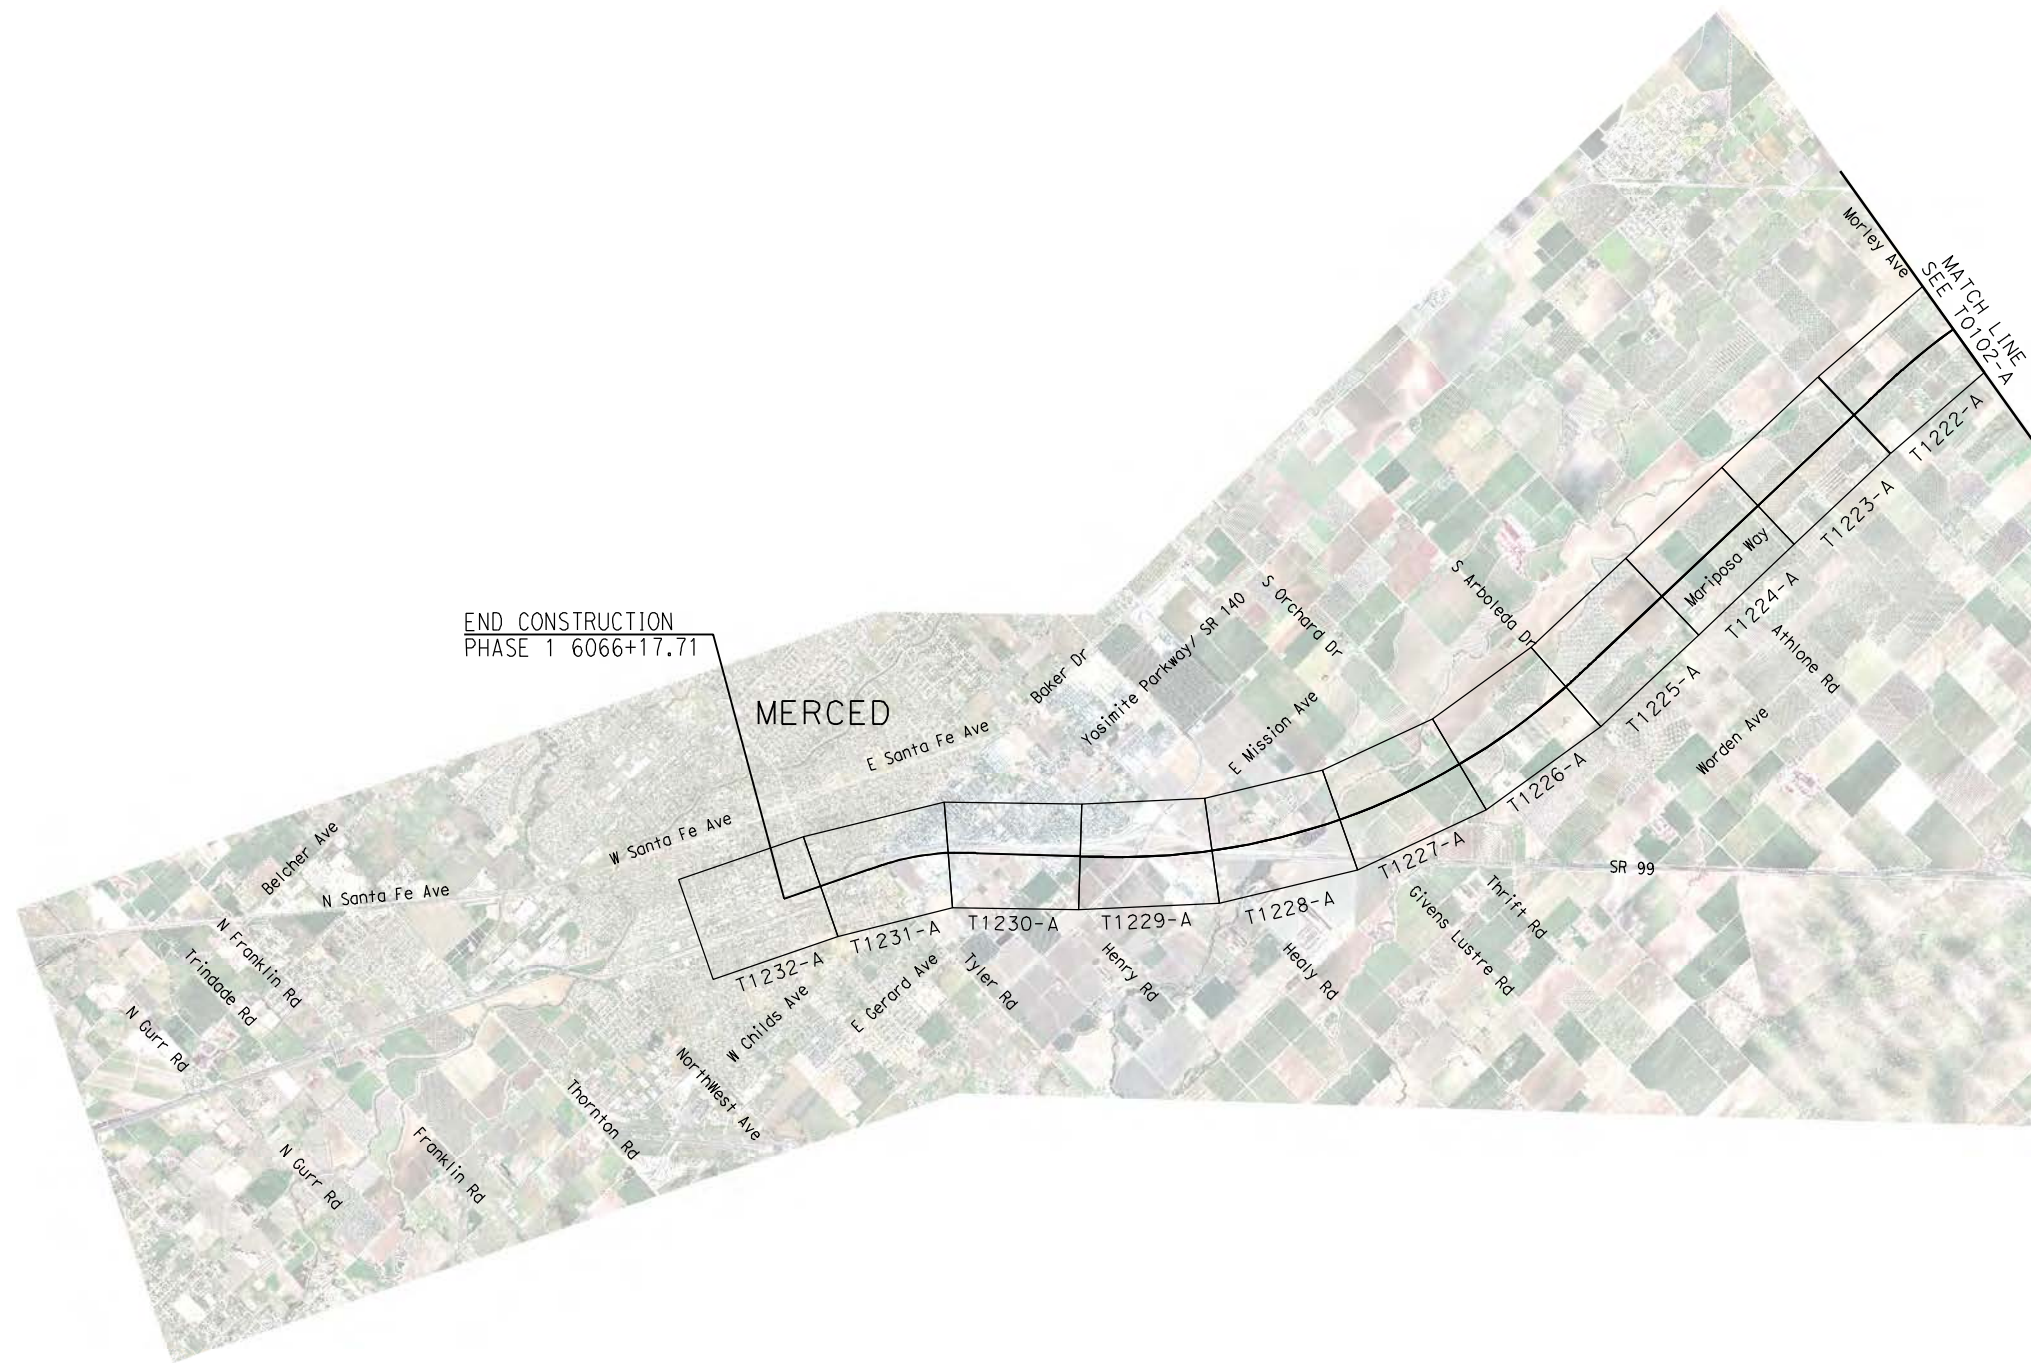 Morley Ave
MATCH LINE
SEE T0102-A
T1222-A
T1223-A
Mariposa Way
T1224-A
Athlone Rd
S Arboleda Dr
S Orchard Dr
Yosimite Parkway/ SR 140
Baker Dr
E Mission Ave
T1225-A
Worden Ave
T1226-A
END CONSTRUCTION
PHASE 1 6066+17.71
MERCED
E Santa Fe Ave
W Santa Fe Ave
Belcher Ave
N Santa Fe Ave
T1227-A
SR 99
T1228-A
T1229-A
T1230-A
T1231-A
T1232-A
Givens Lustre Rd
Thrift Rd
Healy Rd
Henry Rd
Tyler Rd
E Gerard Ave
W Childs Ave
NorthWest Ave
Thornton Rd
N Franklin Rd
Trindade Rd
N Gurr Rd
N Gurr Rd
Franklin Rd